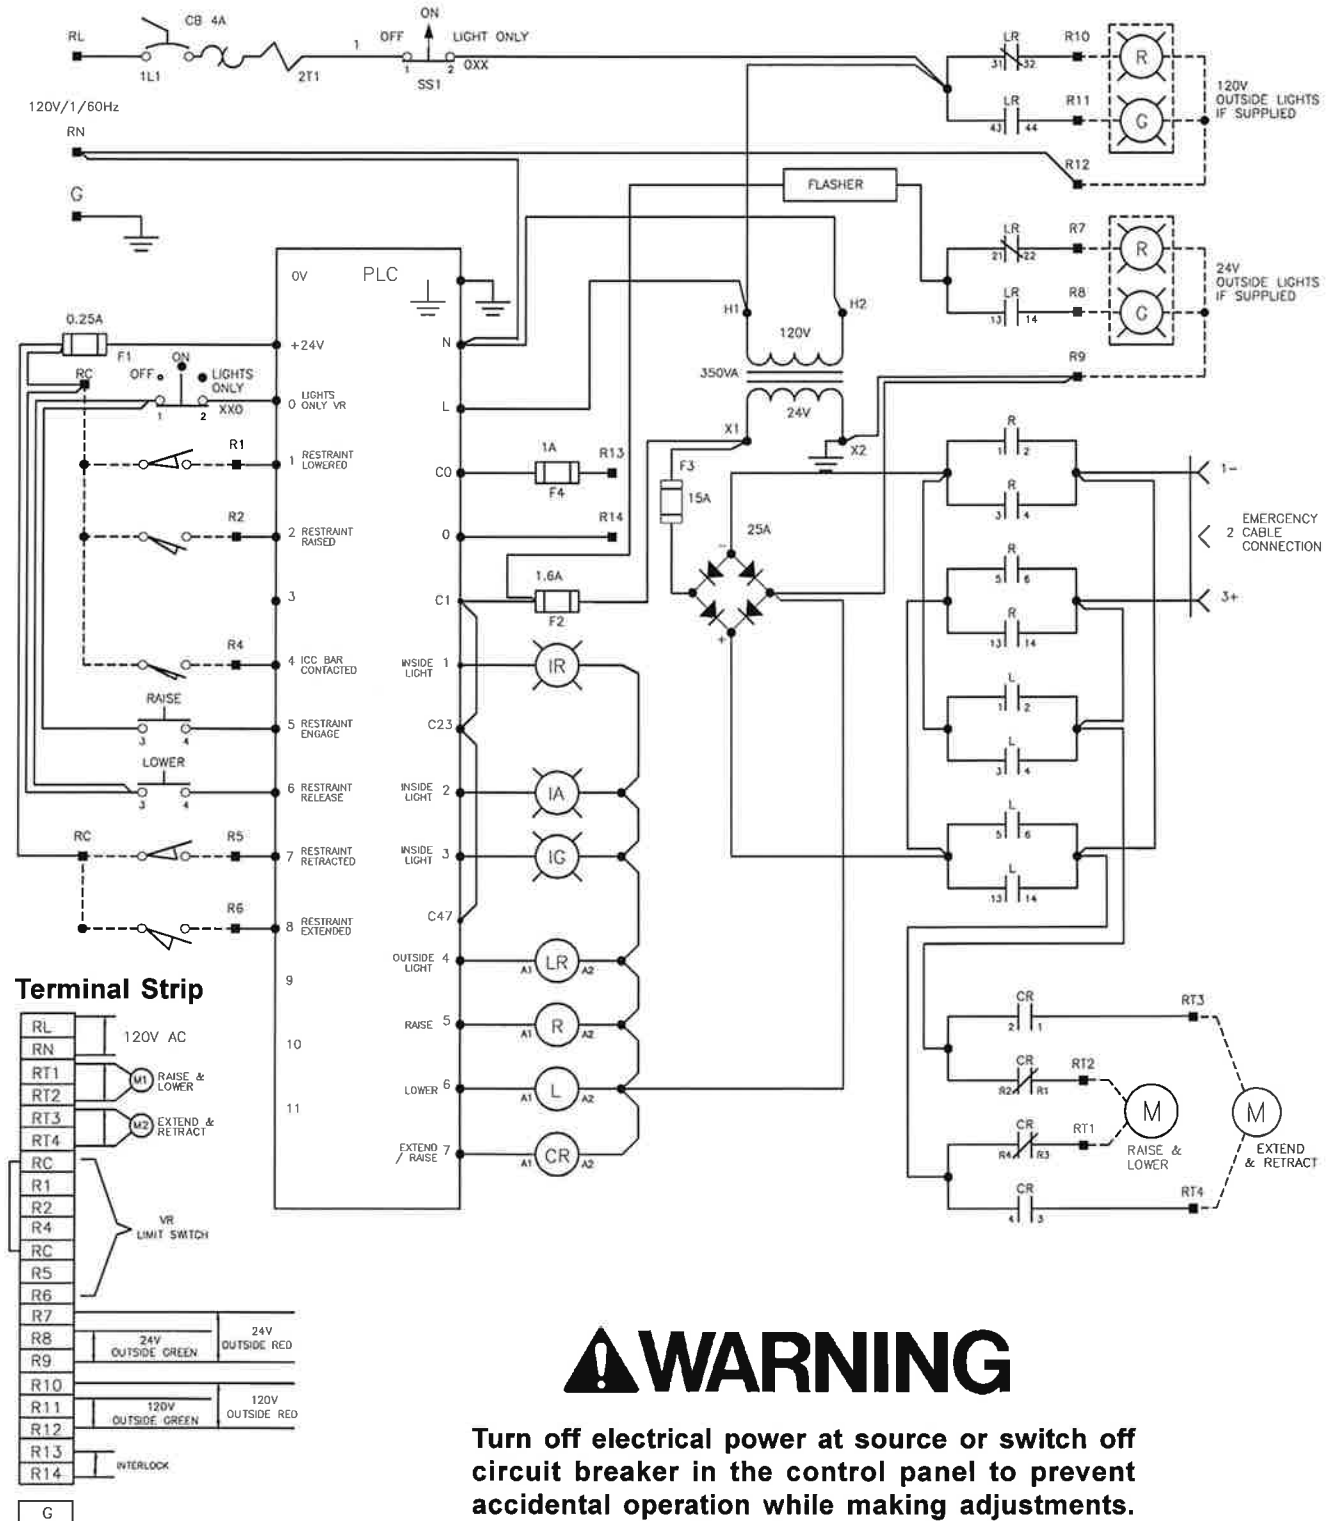 CB 4A
ON
RL
1
OFF
LIGHT ONLY
1L1
2T1
1
2
OXX
SS1
LR
31
32
R10
R
120V
OUTSIDE LIGHTS
IF SUPPLIED
LR
43
44
R11
G
R12
120V/1/60Hz
RN
G
FLASHER
LR
21
22
R7
R
24V
OUTSIDE LIGHTS
IF SUPPLIED
LR
13
14
R8
G
R9
0V
PLC
0.25A
F1
+24V
RC
OFF
ON
LIGHTS
ONLY
1
2
XXO
0 LIGHTS
ONLY VR
R1
1 RESTRAINT
LOWERED
R2
2 RESTRAINT
RAISED
3
R4
4 ICC BAR
CONTACTED
RAISE
3
4
5 RESTRAINT
ENGAGE
LOWER
3
4
6 RESTRAINT
RELEASE
RC
R5
7 RESTRAINT
RETRACTED
R6
8 RESTRAINT
EXTENDED
9
10
11
N
L
C0
0
C1
INSIDE 1
LIGHT
C23
INSIDE 2
LIGHT
INSIDE 3
LIGHT
C47
OUTSIDE 4
LIGHT
RAISE 5
LOWER 6
EXTEND 7
/ RAISE
H1
H2
120V
350VA
24V
X1
X2
1A
F4
R13
R14
1.6A
F2
F3
15A
25A
-
+
IR
IA
IG
A1
LR
A2
A1
R
A2
A1
L
A2
A1
CR
A2
R
1
2
R
3
4
R
5
6
R
13
14
L
1
2
L
3
4
L
5
6
L
13
14
1-
EMERGENCY
2 CABLE
CONNECTION
3+
CR
2
1
RT3
CR
R2
R1
RT2
M
RAISE &
LOWER
CR
R4
R3
RT1
M
EXTEND
& RETRACT
CR
4
3
RT4
Terminal Strip
RL
RN
120V AC
RT1
RT2
M1
RAISE &
LOWER
RT3
RT4
M2
EXTEND &
RETRACT
RC
R1
R2
R4
RC
R5
R6
VR
LIMIT SWITCH
R7
R8
R9
24V
OUTSIDE GREEN
24V
OUTSIDE RED
R10
R11
R12
120V
OUTSIDE GREEN
120V
OUTSIDE RED
R13
R14
INTERLOCK
G
WARNING
Turn off electrical power at source or switch off
circuit breaker in the control panel to prevent
accidental operation while making adjustments.